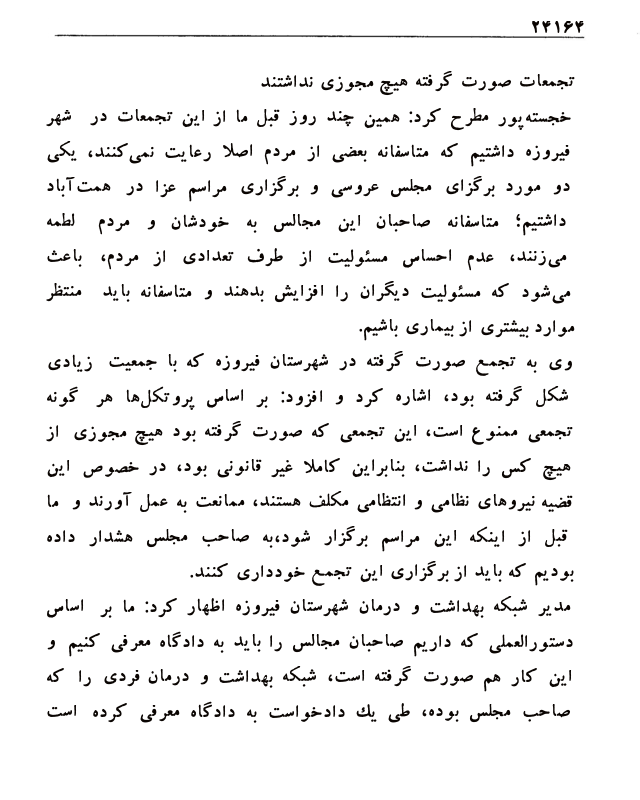 ۲۴۱۶۴
تجمعات صورت گرفته هیچ مجوزی نداشتند
خجسته‌پور مطرح کرد: همین چند روز قبل ما از این تجمعات در شهر
فیروزه داشتیم که متاسفانه بعضی از مردم اصلا رعایت نمی‌کنند، یکی
دو مورد برگزای مجلس عروسی و برگزاری مراسم عزا در همت‌آباد
داشتیم؛ متاسفانه صاحبان این مجالس به خودشان و مردم لطمه
می‌زنند، عدم احساس مسئولیت از طرف تعدادی از مردم، باعث
می‌شود که مسئولیت دیگران را افزایش بدهند و متاسفانه باید منتظر
موارد بیشتری از بیماری باشیم.
وی به تجمع صورت گرفته در شهرستان فیروزه که با جمعیت زیادی
شکل گرفته بود، اشاره کرد و افزود: بر اساس پروتکل‌ها هر گونه
تجمعی ممنوع است، این تجمعی که صورت گرفته بود هیچ مجوزی از
هیچ کس را نداشت، بنابراین کاملا غیر قانونی بود، در خصوص این
قضیه نیروهای نظامی و انتظامی مکلف هستند، ممانعت به عمل آورند و ما
قبل از اینکه این مراسم برگزار شود،به صاحب مجلس هشدار داده
بودیم که باید از برگزاری این تجمع خودداری کنند.
مدیر شبکه بهداشت و درمان شهرستان فیروزه اظهار کرد: ما بر اساس
دستورالعملی که داریم صاحبان مجالس را باید به دادگاه معرفی کنیم و
این کار هم صورت گرفته است، شبکه بهداشت و درمان فردی را که
صاحب مجلس بوده، طی یك دادخواست به دادگاه معرفی کرده است